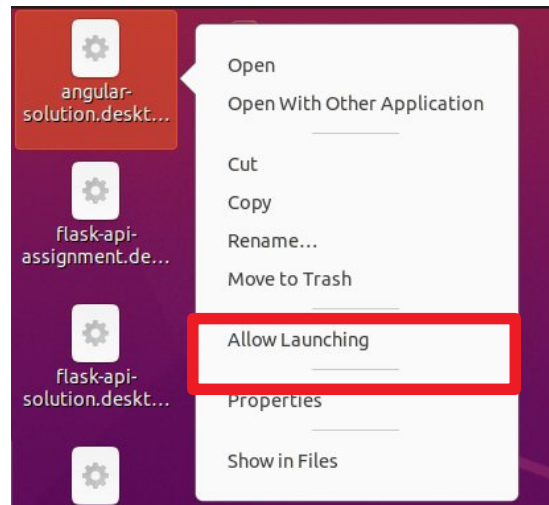 angular-
solution.deskt...
flask-api-
assignment.de...
flask-api-
solution.deskt...
Open
Open With Other Application
Cut
Copy
Rename...
Move to Trash
Allow Launching
Properties
Show in Files